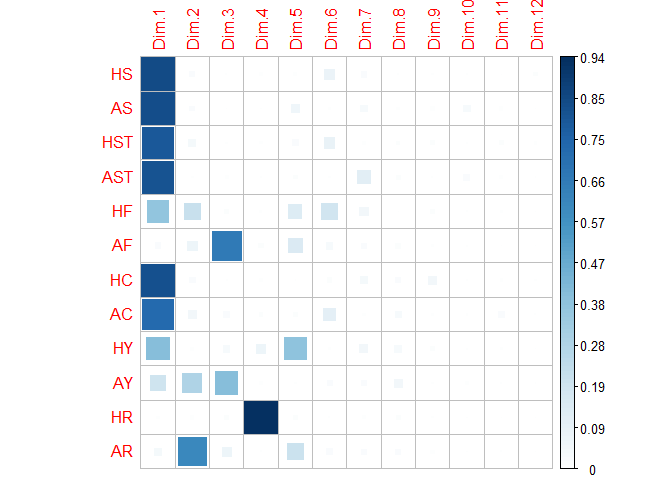 Dim.1 Dim.2 Dim.3 Dim.4 Dim.5 Dim.6 Dim.7 Dim.8 Dim.9 Dim.10 Dim.11 Dim.12
HS
AS
HST
AST
HF
AF
HC
AC
HY
AY
HR
AR
0.94
0.85
0.75
0.66
0.57
0.47
0.38
0.28
0.19
0.09
0